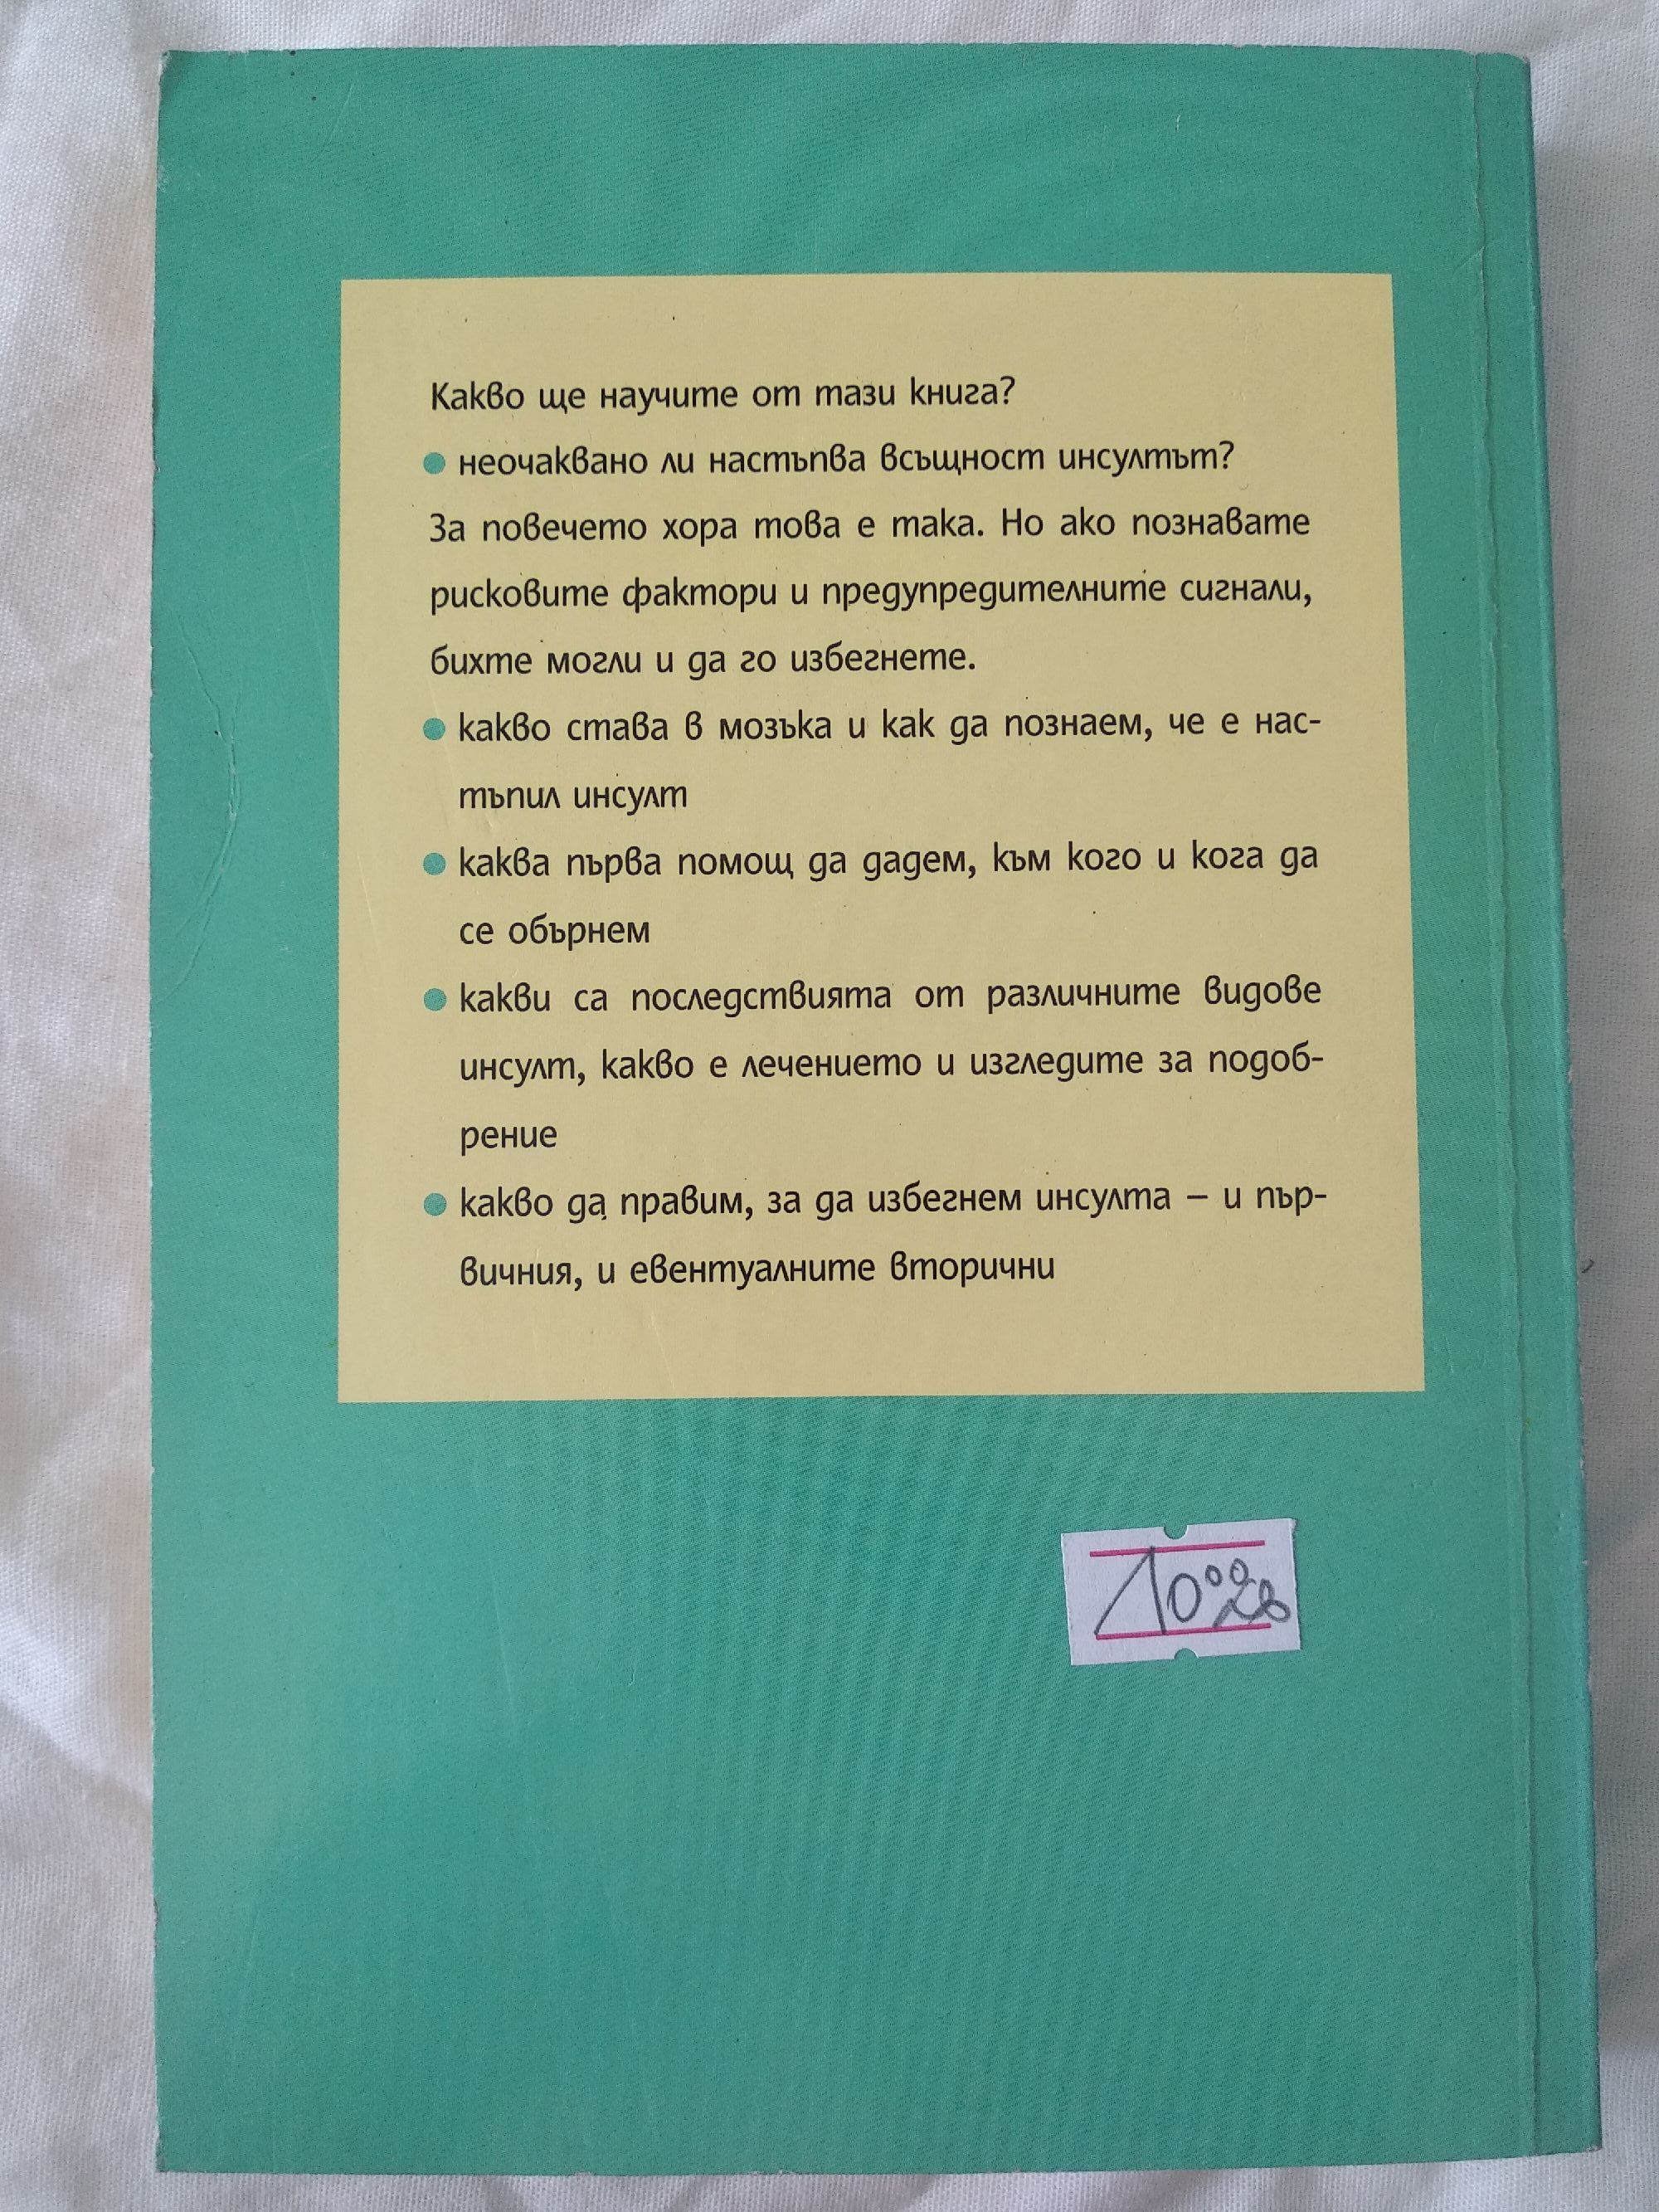 Какво ще научите от тази книга?
● неочаквано ли настъпва всъщност инсултът?
За повечето хора това е така. Но ако познавате
рисковите фактори и предупредителните сигнали,
бихте могли и да го избегнете.
● какво става в мозъка и как да познаем, че е нас-
тъпил инсулт
● каква първа помощ да дадем, към кого и кога да
се обърнем
● какви са последствията от различните видове
инсулт, какво е лечението и изгледите за подоб-
рение
● какво да правим, за да избегнем инсулта – и пър-
вичния, и евентуалните вторични
10⁰⁰ лв